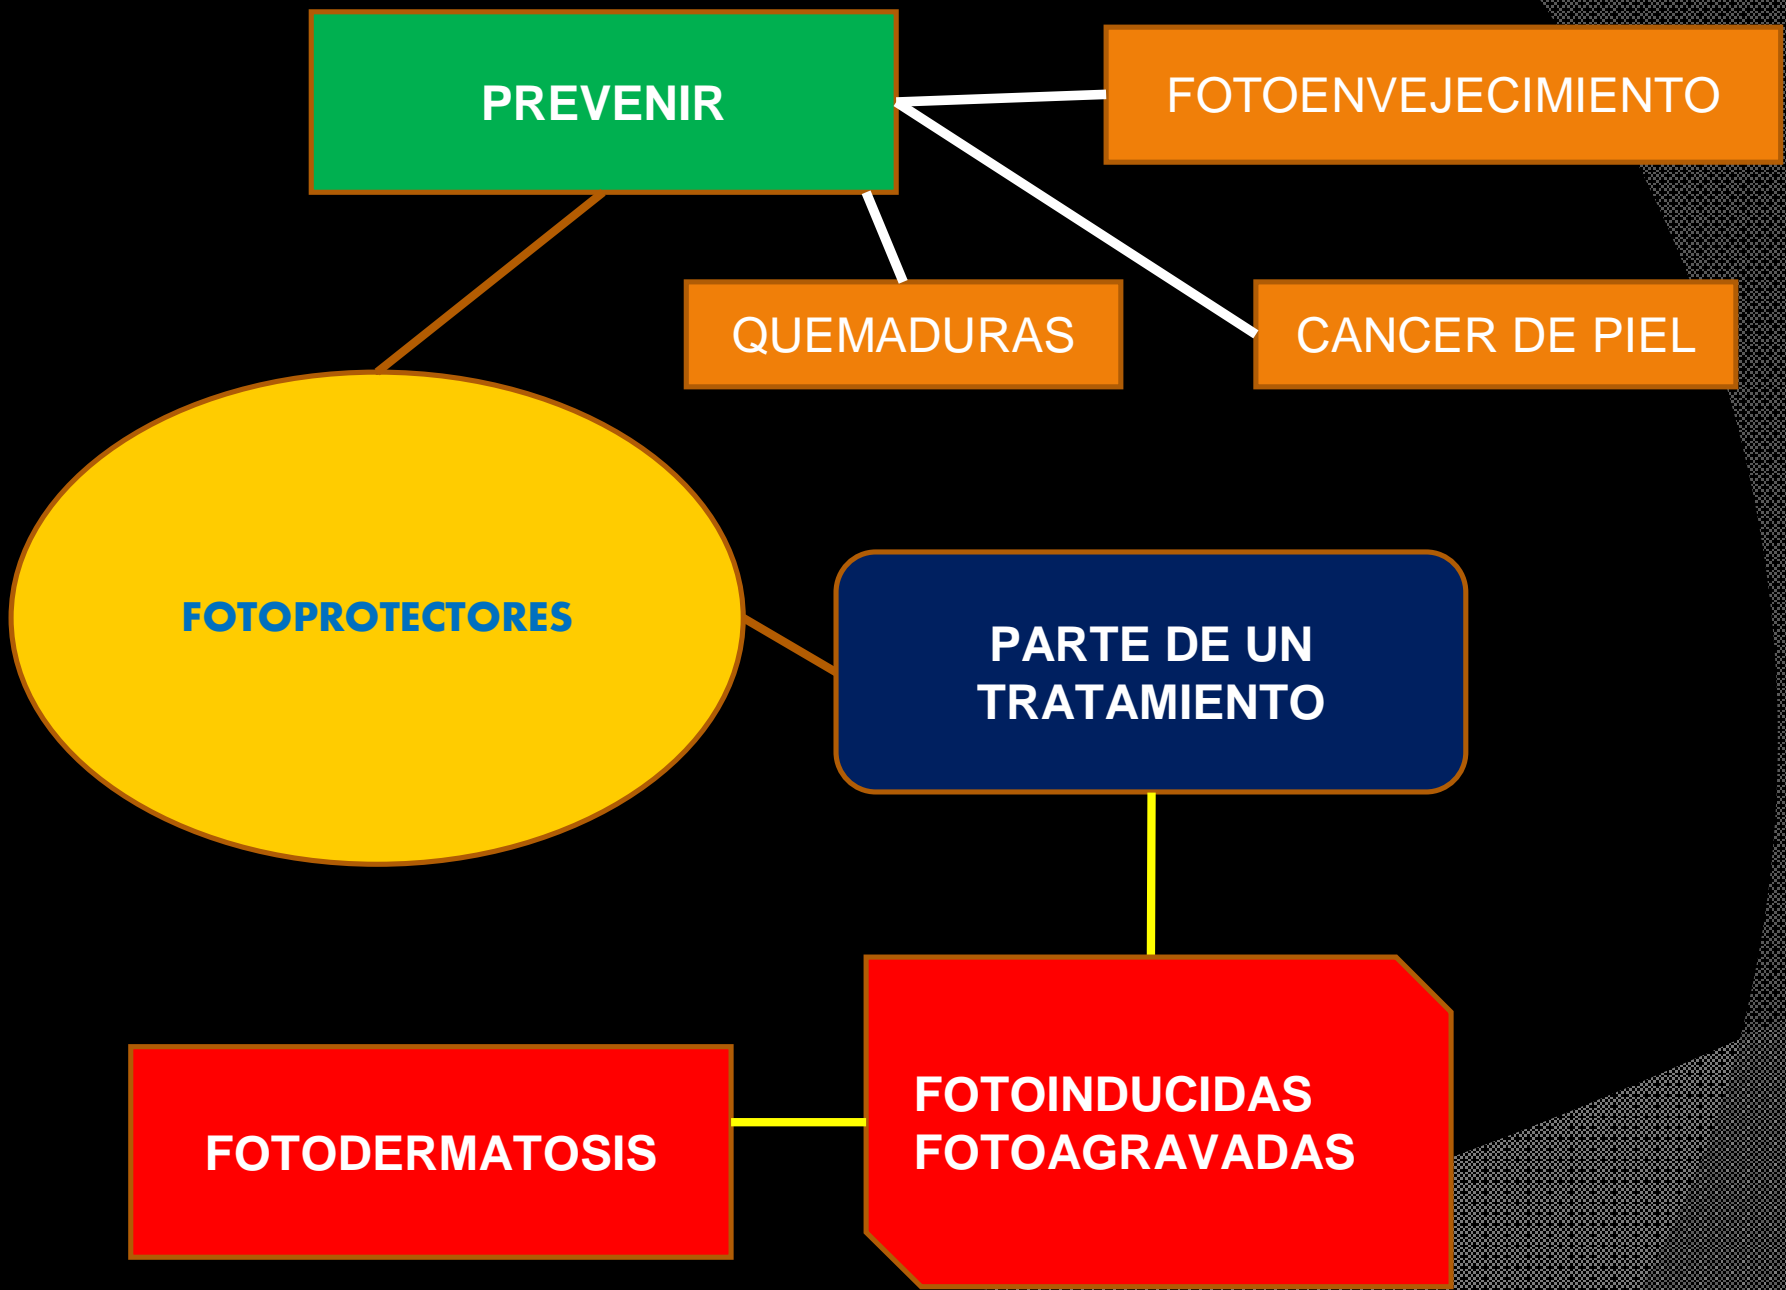 PREVENIR
FOTOENVEJECIMIENTO
QUEMADURAS
CANCER DE PIEL
FOTOPROTECTORES
PARTE DE UN
TRATAMIENTO
FOTODERMATOSIS
FOTOINDUCIDAS
FOTOAGRAVADAS